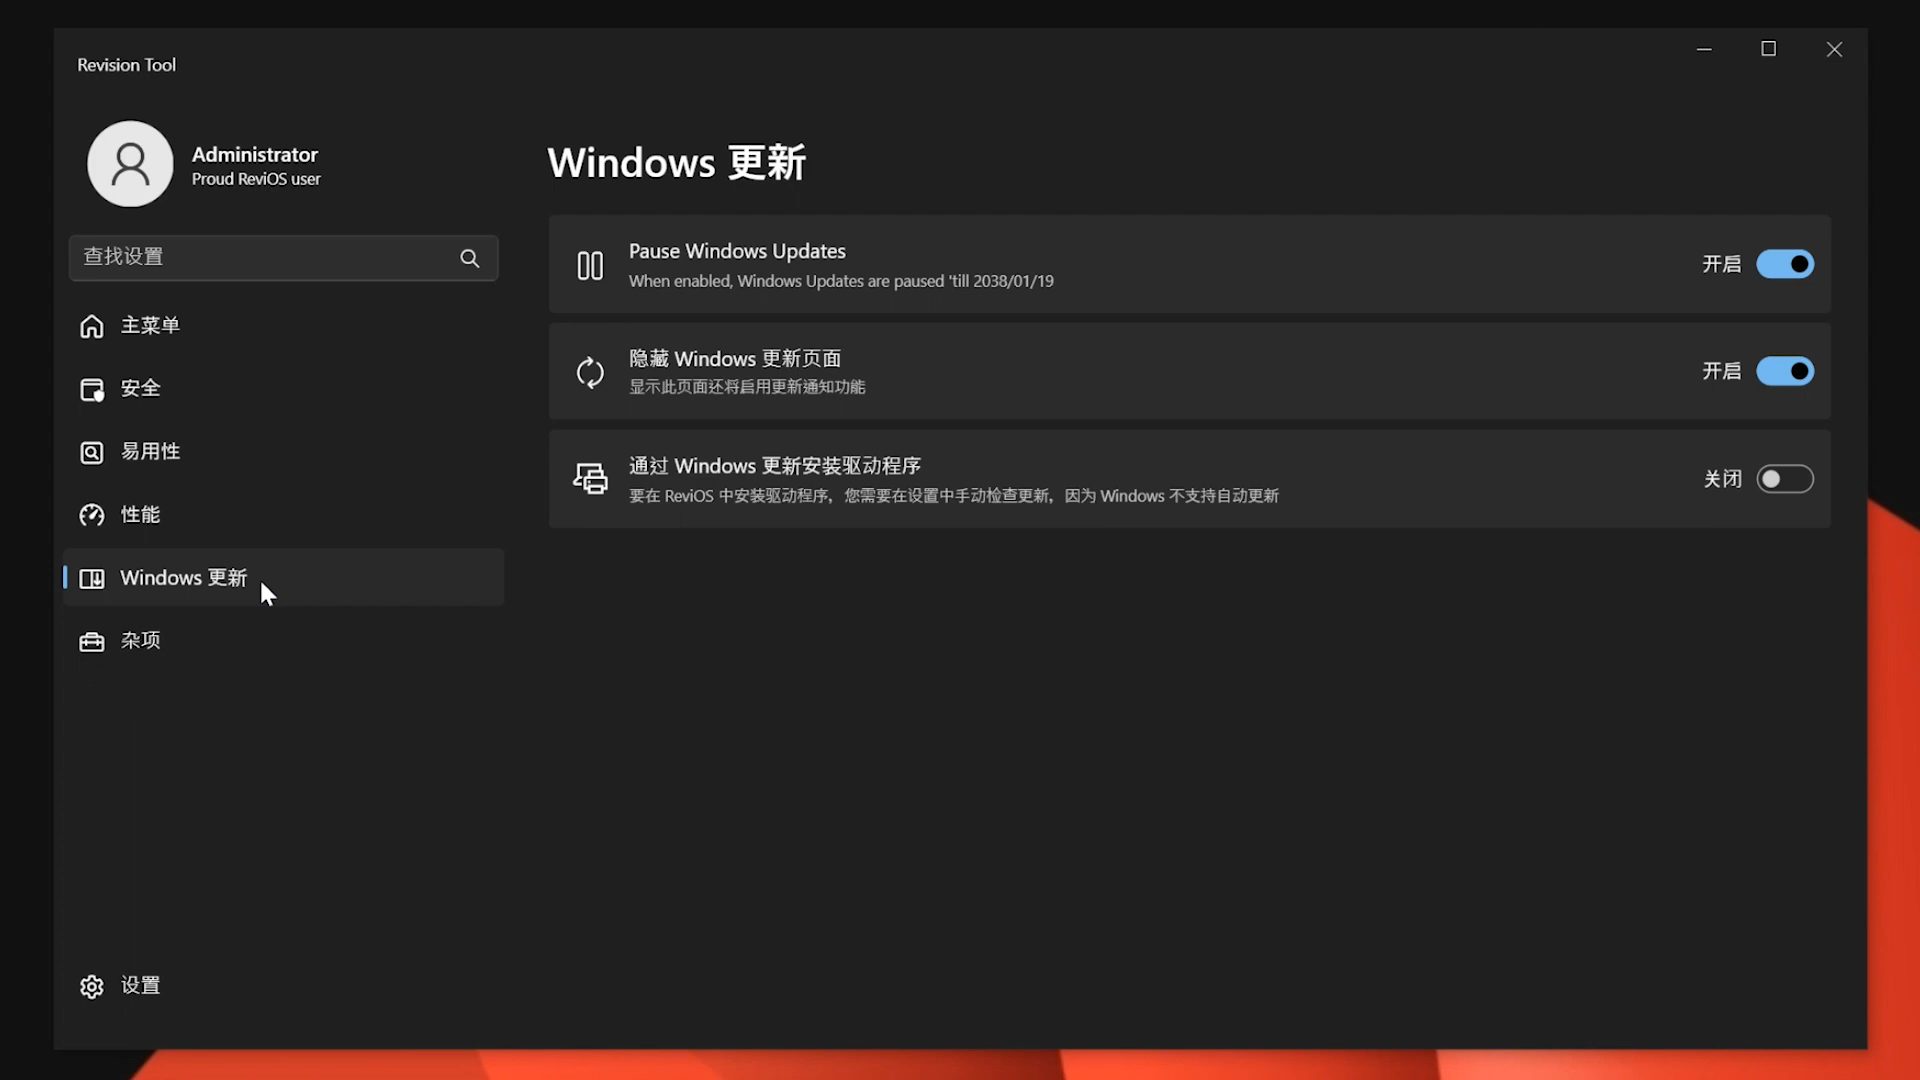 Revision Tool
Administrator
Proud ReviOS user
查找设置
主菜单
安全
易用性
性能
Windows 更新
杂项
设置
Windows 更新
Pause Windows Updates
When enabled, Windows Updates are paused 'till 2038/01/19
开启
隐藏 Windows 更新页面
显示此页面还将启用更新通知功能
开启
通过 Windows 更新安装驱动程序
要在 ReviOS 中安装驱动程序，您需要在设置中手动检查更新，因为 Windows 不支持自动更新
关闭